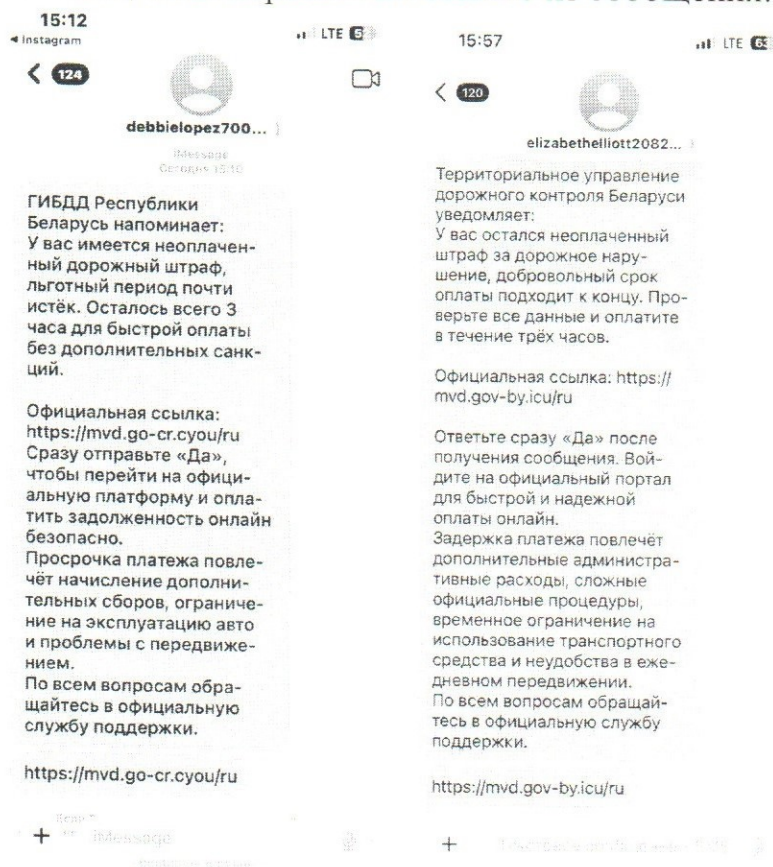 15:12
Instagram
LTE
124
debbielopez700...
iMessage
Сегодня 15:10
ГИБДД Республики
Беларусь напоминает:
У вас имеется неоплачен-
ный дорожный штраф,
льготный период почти
истёк. Осталось всего 3
часа для быстрой оплаты
без дополнительных санк-
ций.
Официальная ссылка:
https://mvd.go-cr.cyou/ru
Сразу отправьте «Да»,
чтобы перейти на офици-
альную платформу и опла-
тить задолженность онлайн
безопасно.
Просрочка платежа повле-
чёт начисление дополни-
тельных сборов, ограниче-
ние на эксплуатацию авто
и проблемы с передвиже-
нием.
По всем вопросам обра-
щайтесь в официальную
службу поддержки.
https://mvd.go-cr.cyou/ru
+ iMessage
15:57
LTE 63
120
elizabethelliott2082...
Территориальное управление
дорожного контроля Беларуси
уведомляет:
У вас остался неоплаченный
штраф за дорожное нару-
шение, добровольный срок
оплаты подходит к концу. Про-
верьте все данные и оплатите
в течение трёх часов.
Официальная ссылка: https://
mvd.gov-by.icu/ru
Ответьте сразу «Да» после
получения сообщения. Вой-
дите на официальный портал
для быстрой и надежной
оплаты онлайн.
Задержка платежа повлечёт
дополнительные администра-
тивные расходы, сложные
официальные процедуры,
временное ограничение на
использование транспортного
средства и неудобства в еже-
дневном передвижении.
По всем вопросам обращай-
тесь в официальную службу
поддержки.
https://mvd.gov-by.icu/ru
+